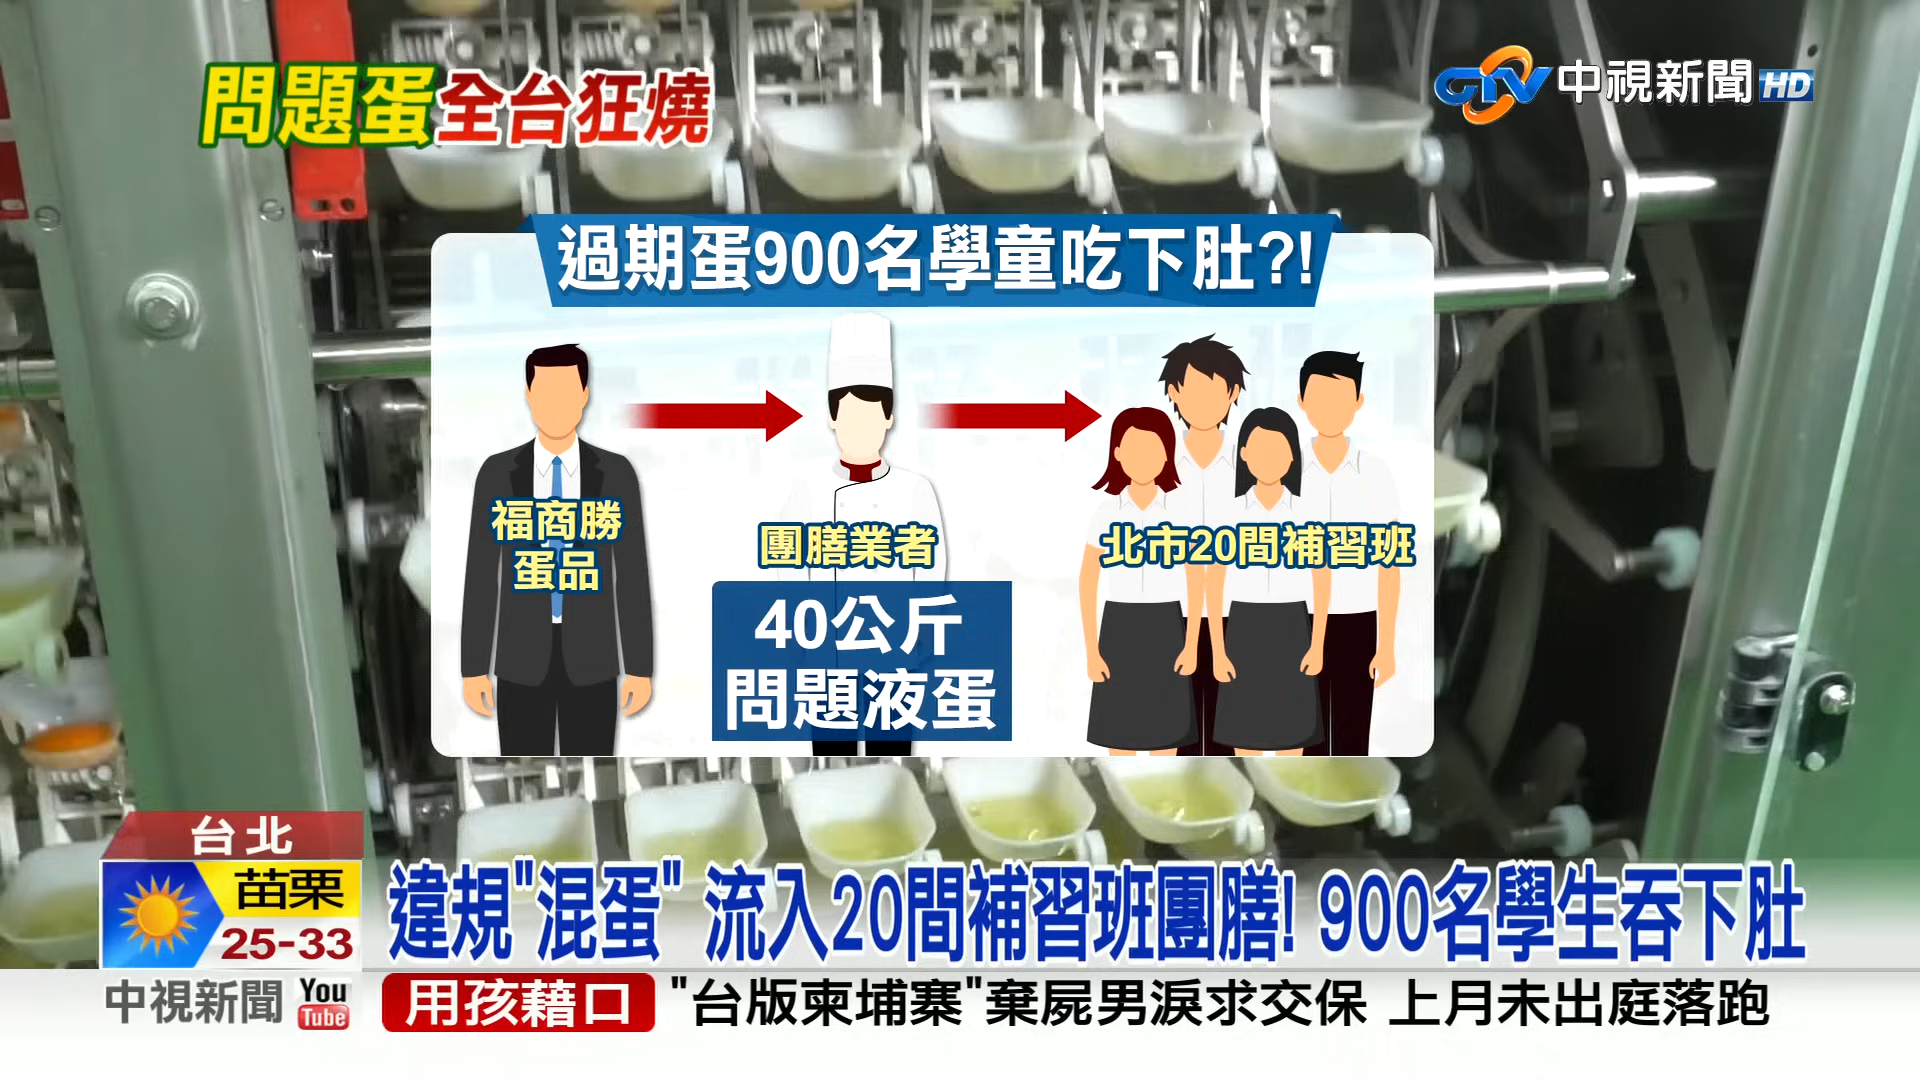 問題蛋全台狂燒
CTV中視新聞HD
過期蛋900名學童吃下肚?!
福商勝
蛋品
團膳業者
北市20間補習班
40公斤
問題液蛋
台北
苗栗
25-33
違規"混蛋" 流入20間補習班團膳! 900名學生吞下肚
中視新聞 You
Tube
用孩藉口 "台版柬埔寨"棄屍男淚求交保 上月未出庭落跑